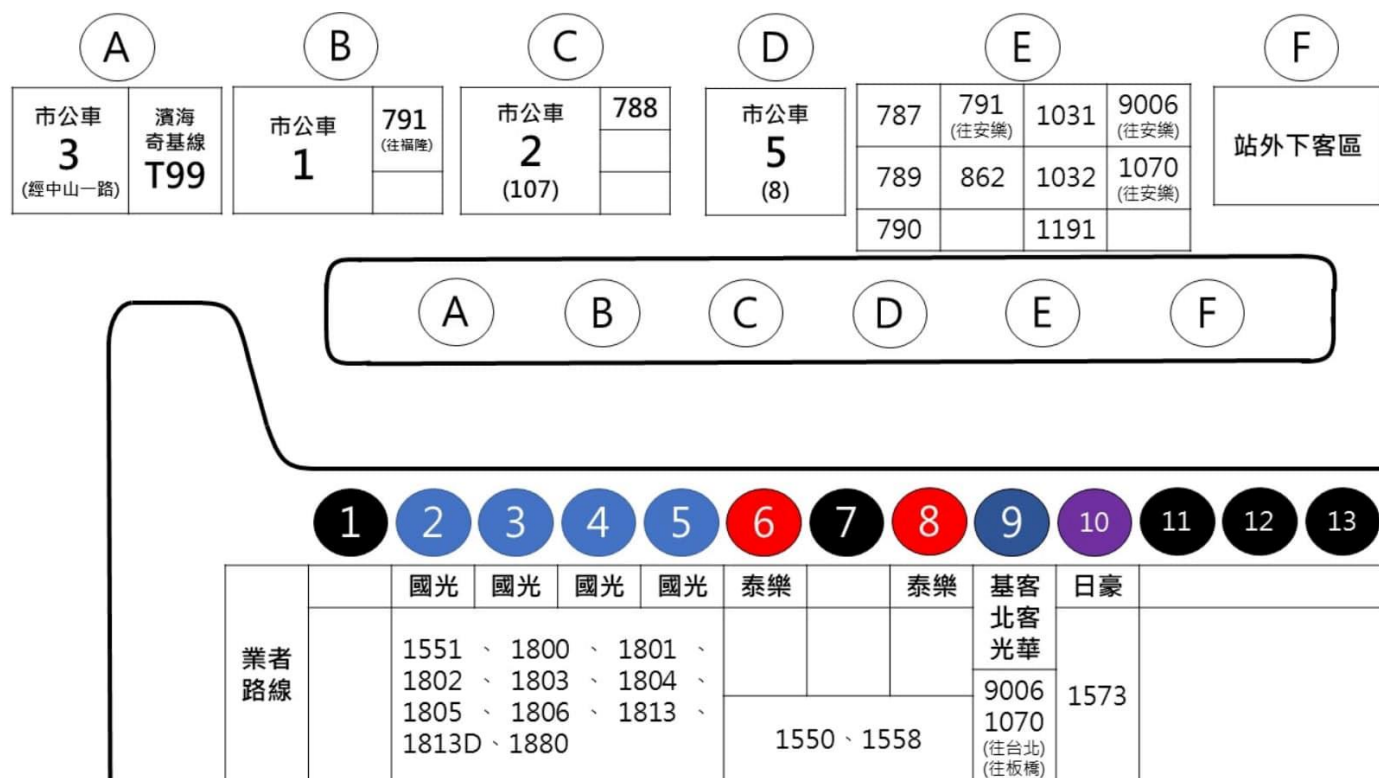 A
B
C
D
E
F
市公車
3
(經中山一路)
濱海
奇基線
T99
市公車
1
791
(往福隆)
市公車
2
(107)
788
市公車
5
(8)
787
791
(往安樂)
1031
9006
(往安樂)
789
862
1032
1070
(往安樂)
790
1191
站外下客區
A
B
C
D
E
F
1
2
3
4
5
6
7
8
9
10
11
12
13
業者
路線
國光
國光
國光
國光
泰樂
泰樂
基客
北客
光華
日豪
1551、1800、1801、
1802、1803、1804、
1805、1806、1813、
1813D、1880
1550、1558
9006
1070
(往台北)
(往板橋)
1573